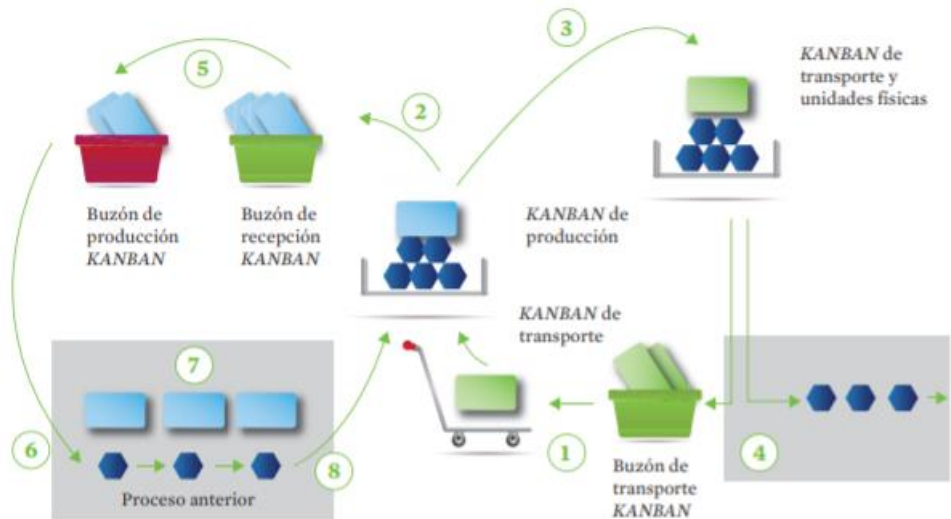 3
KANBAN de
transporte y
unidades físicas
5
2
Buzón de
producción
KANBAN
Buzón de
recepción
KANBAN
KANBAN de
producción
KANBAN de
transporte
7
6
8
1
4
Proceso anterior
Buzón de
transporte
KANBAN